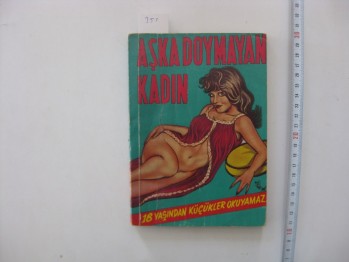 AŞKA DOYMAYAN
KADIN
18 YAŞINDAN KÜÇÜKLER OKUYAMAZ